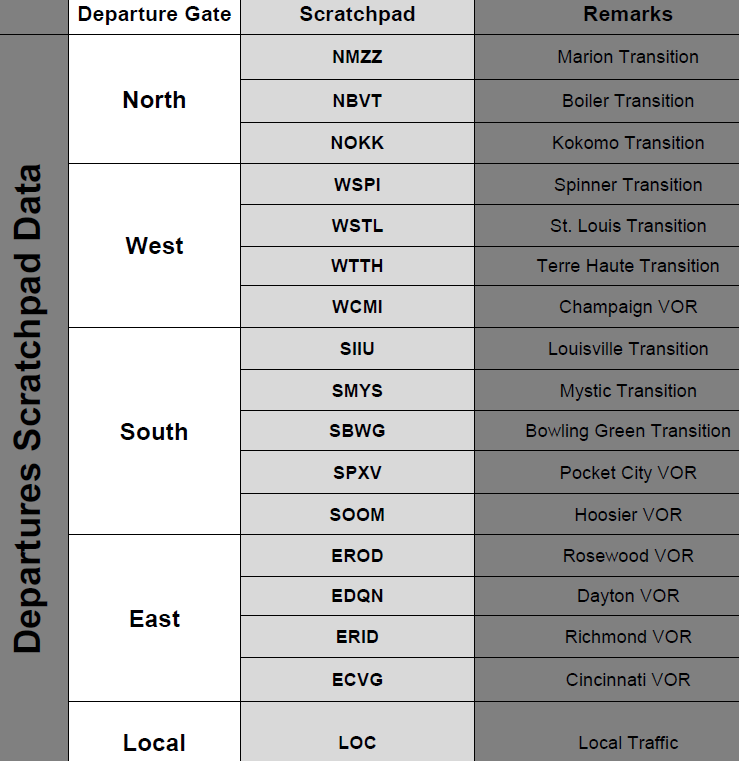 Departure Gate Scratchpad Remarks
Departures Scratchpad Data
North
NMZZ Marion Transition
NBVT Boiler Transition
NOKK Kokomo Transition
West
WSPI Spinner Transition
WSTL St. Louis Transition
WTTH Terre Haute Transition
WCMI Champaign VOR
South
SIIU Louisville Transition
SMYS Mystic Transition
SBWG Bowling Green Transition
SPXV Pocket City VOR
SOOM Hoosier VOR
East
EROD Rosewood VOR
EDQN Dayton VOR
ERID Richmond VOR
ECVG Cincinnati VOR
Local LOC Local Traffic